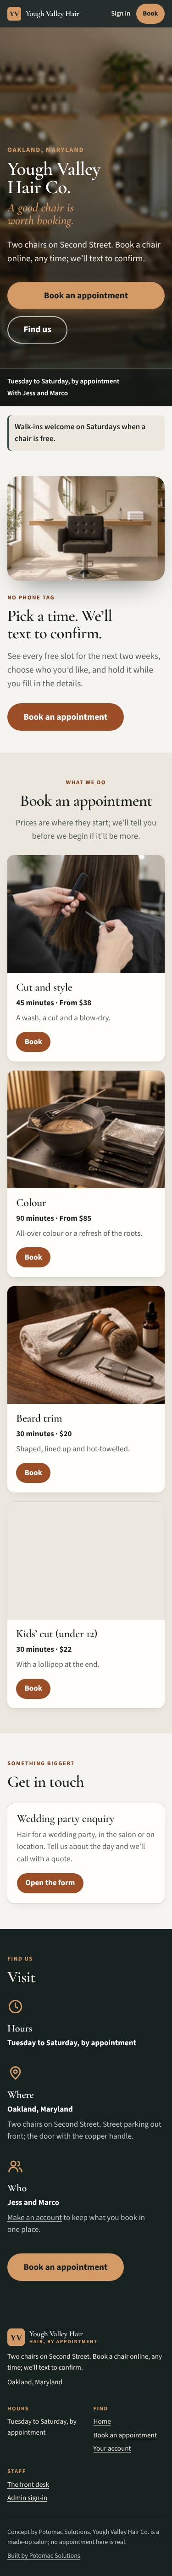 YV Young Valley Hair Sign in Book
OAKLAND, MARYLAND
Yough Valley
Hair Co.
A good chair is
worth booking.
Two chairs on Second Street. Book a chair
online, any time; we'll text to confirm.
Book an appointment
Find us
Tuesday to Saturday, by appointment
With Jess and Marco
Walk-ins welcome on Saturdays when a
chair is free.
NO PHONE TAG
Pick a time. We'll
text to confirm.
See every free slot for the next two weeks,
choose who you'd like, and hold it while
you fill in the details.
Book an appointment
WHAT WE DO
Book an appointment
Prices are where they start; we'll tell you
before we begin if it'll be more.
Cut and style
45 minutes · From $38
A wash, a cut and a blow-dry.
Book
Colour
90 minutes · From $85
All-over colour or a refresh of the roots.
Book
Beard trim
30 minutes · $20
Shaped, lined up and hot-towelled.
Book
Kids' cut (under 12)
30 minutes · $22
With a lollipop at the end.
Book
SOMETHING BIGGER?
Get in touch
Wedding party enquiry
Hair for a wedding party, in the salon or on
location. Tell us about the day and we'll
call with a quote.
Open the form
FIND US
Visit
Hours
Tuesday to Saturday, by appointment
Where
Oakland, Maryland
Two chairs on Second Street. Street parking out
front; the door with the copper handle.
Who
Jess and Marco
Make an account to keep what you book in
one place.
Book an appointment
YV Yough Valley Hair
HAIR, BY APPOINTMENT
Two chairs on Second Street. Book a chair online, any
time; we'll text to confirm.
Oakland, Maryland
HOURS
Tuesday to Saturday, by
appointment
FIND
Home
Book an appointment
Your account
STAFF
The front desk
Admin sign-in
Concept by Potomac Solutions. Yough Valley Hair Co. is a
made-up salon; no appointment here is real.
Built by Potomac Solutions